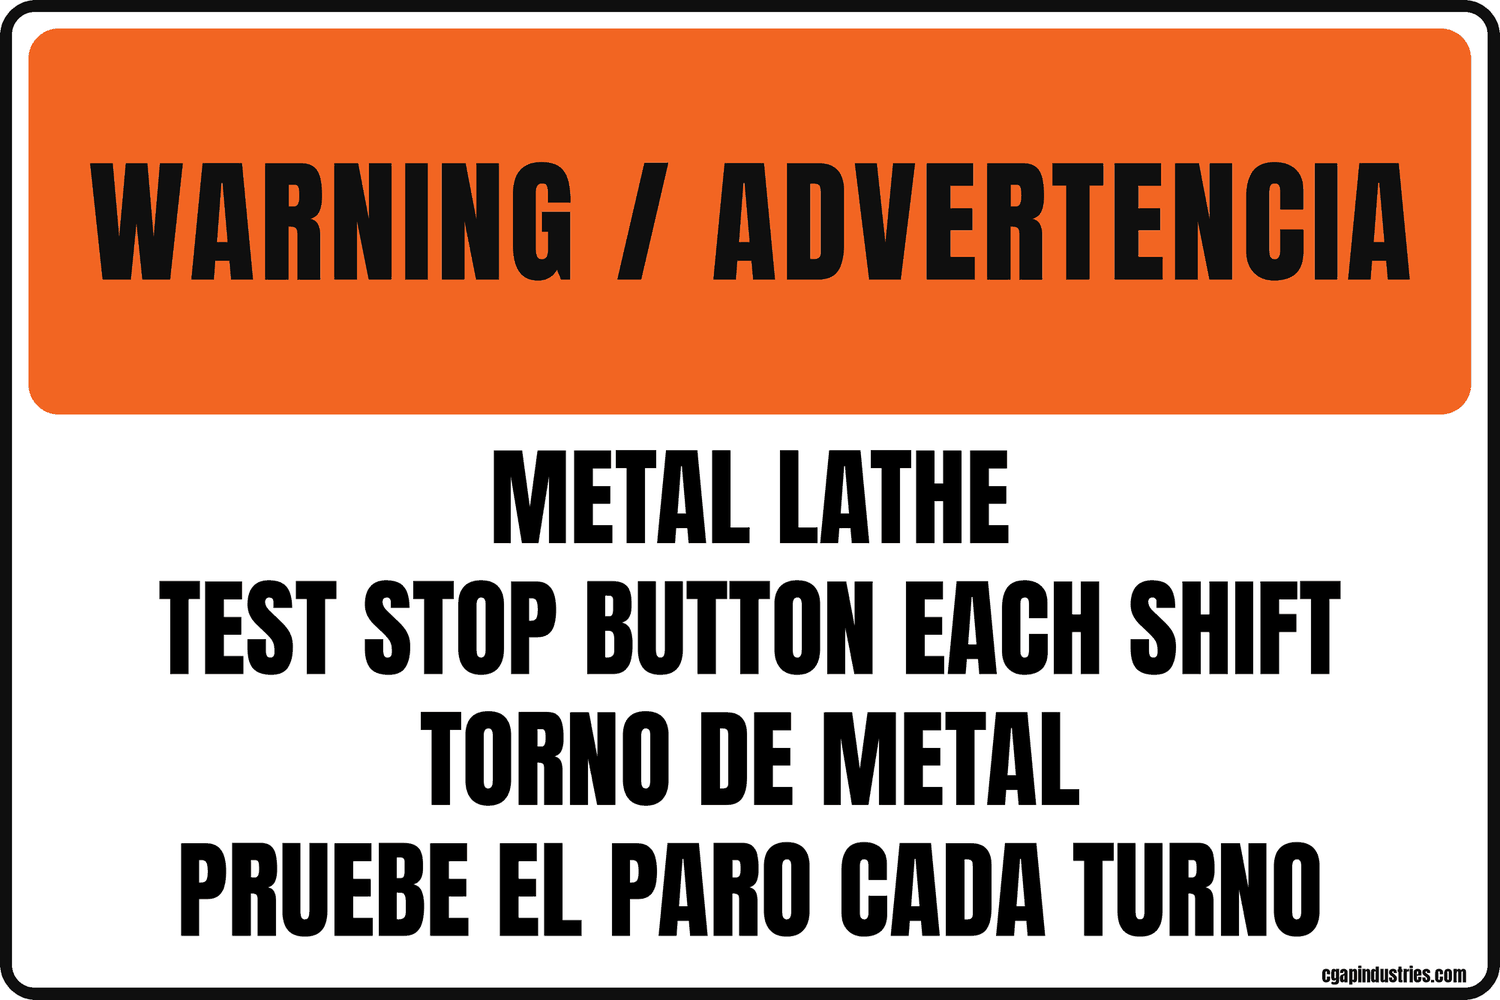 WARNING / ADVERTENCIA
METAL LATHE
TEST STOP BUTTON EACH SHIFT
TORNO DE METAL
PRUEBE EL PARO CADA TURNO
cgapindustries.com